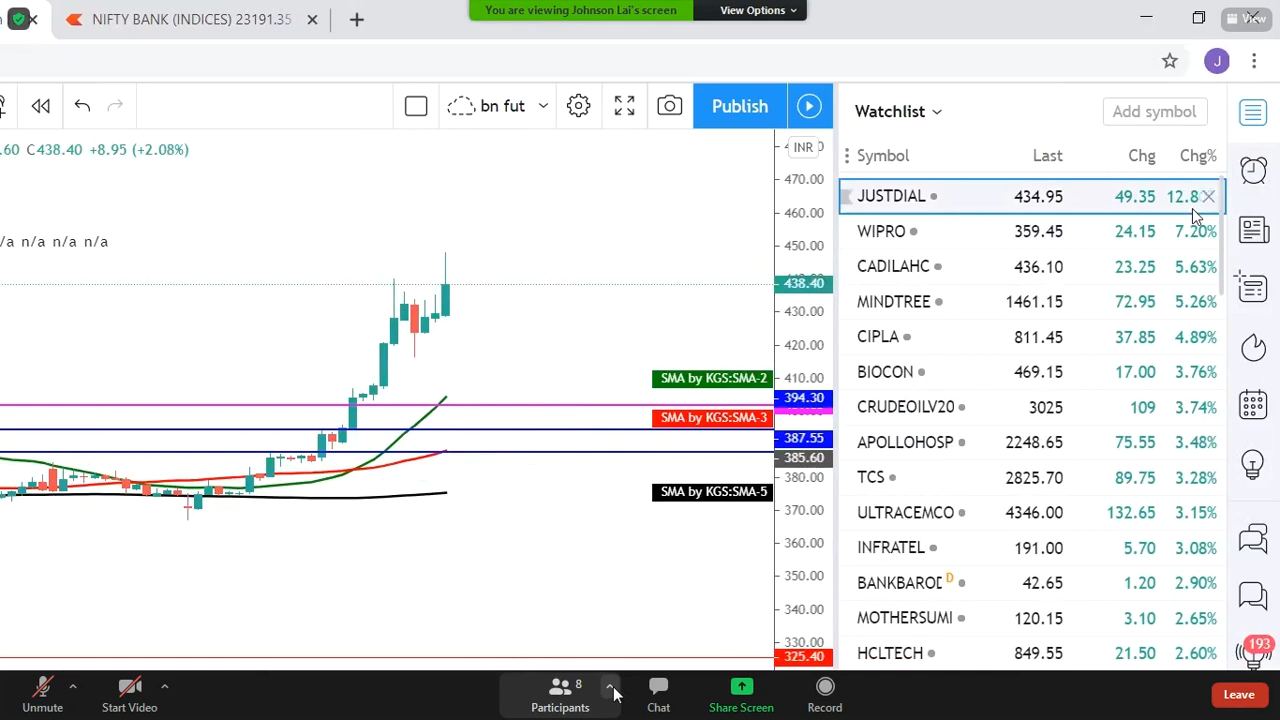 NIFTY BANK (INDICES) 23191.35
You are viewing Johnson Lai's screen
View Options
View
J
bn fut
Publish
Watchlist
Add symbol
.60 C438.40 +8.95 (+2.08%)
INR
Symbol Last Chg Chg%
/a n/a n/a n/a
JUSTDIAL 434.95 49.35 12.8
WIPRO 359.45 24.15 7.20%
CADILAHC 436.10 23.25 5.63%
MINDTREE 1461.15 72.95 5.26%
CIPLA 811.45 37.85 4.89%
BIOCON 469.15 17.00 3.76%
CRUDEOILV20 3025 109 3.74%
APOLLOHOSP 2248.65 75.55 3.48%
TCS 2825.70 89.75 3.28%
ULTRACEMCO 4346.00 132.65 3.15%
INFRATEL 191.00 5.70 3.08%
BANKBAROD D 42.65 1.20 2.90%
MOTHERSUMI 120.15 3.10 2.65%
HCLTECH 849.55 21.50 2.60%
470.00
460.00
450.00
438.40
430.00
420.00
410.00
SMA by KGS:SMA-2
394.30
SMA by KGS:SMA-3
387.55
385.60
380.00
SMA by KGS:SMA-5
370.00
360.00
350.00
340.00
330.00
325.40
193
Unmute
Start Video
8
Participants
Chat
Share Screen
Record
Leave